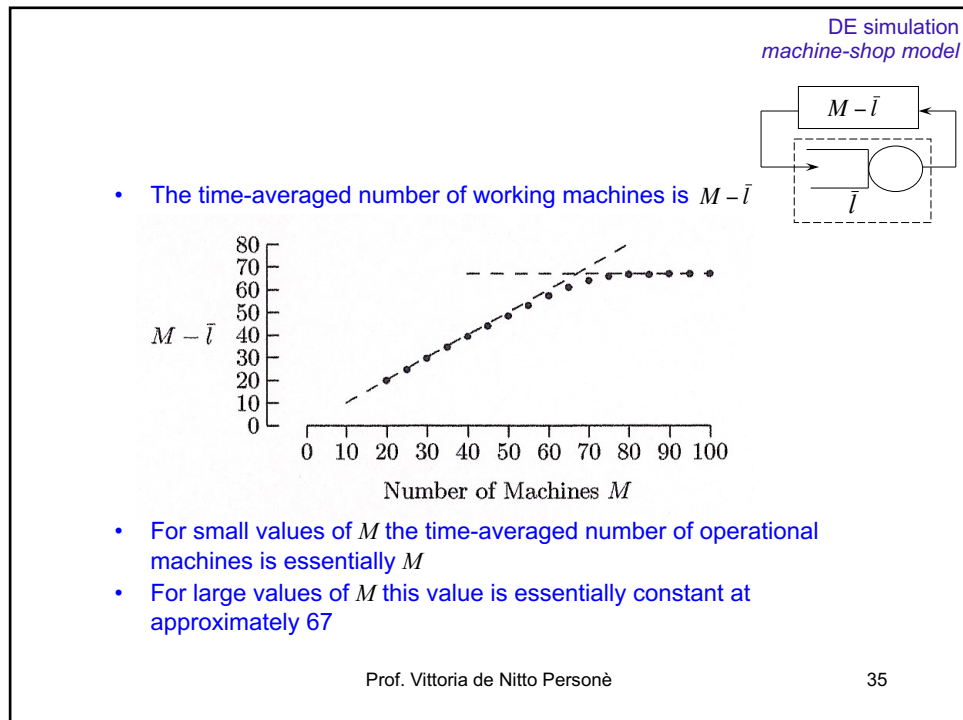 DE simulation
machine-shop model
M – l̄
l̄
• The time-averaged number of working machines is M – l̄
80
70
60
50
M − l̄
40
30
20
10
0
0 10 20 30 40 50 60 70 80 90 100
Number of Machines M
• For small values of M the time-averaged number of operational
machines is essentially M
• For large values of M this value is essentially constant at
approximately 67
Prof. Vittoria de Nitto Personè 35